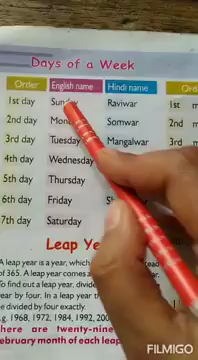 Days of a Week
Order English name Hindi name Order
1st day Sunday Raviwar 1st
2nd day Mon Somwar 2nd
3rd day Tuesday Mangalwar 3rd
4th day Wednesday
5th day Thursday
6th day Friday
7th day Saturday
Leap Ye
A leap year is a year, which
of 365. A leap year comes a
To find out a leap year, divid
year by four. In a leap year th
e divided by four exactly.
.g. 1968, 1972, 1984, 1992, 200
here are twenty-nine
ebruary month of each leap
FILMIGO